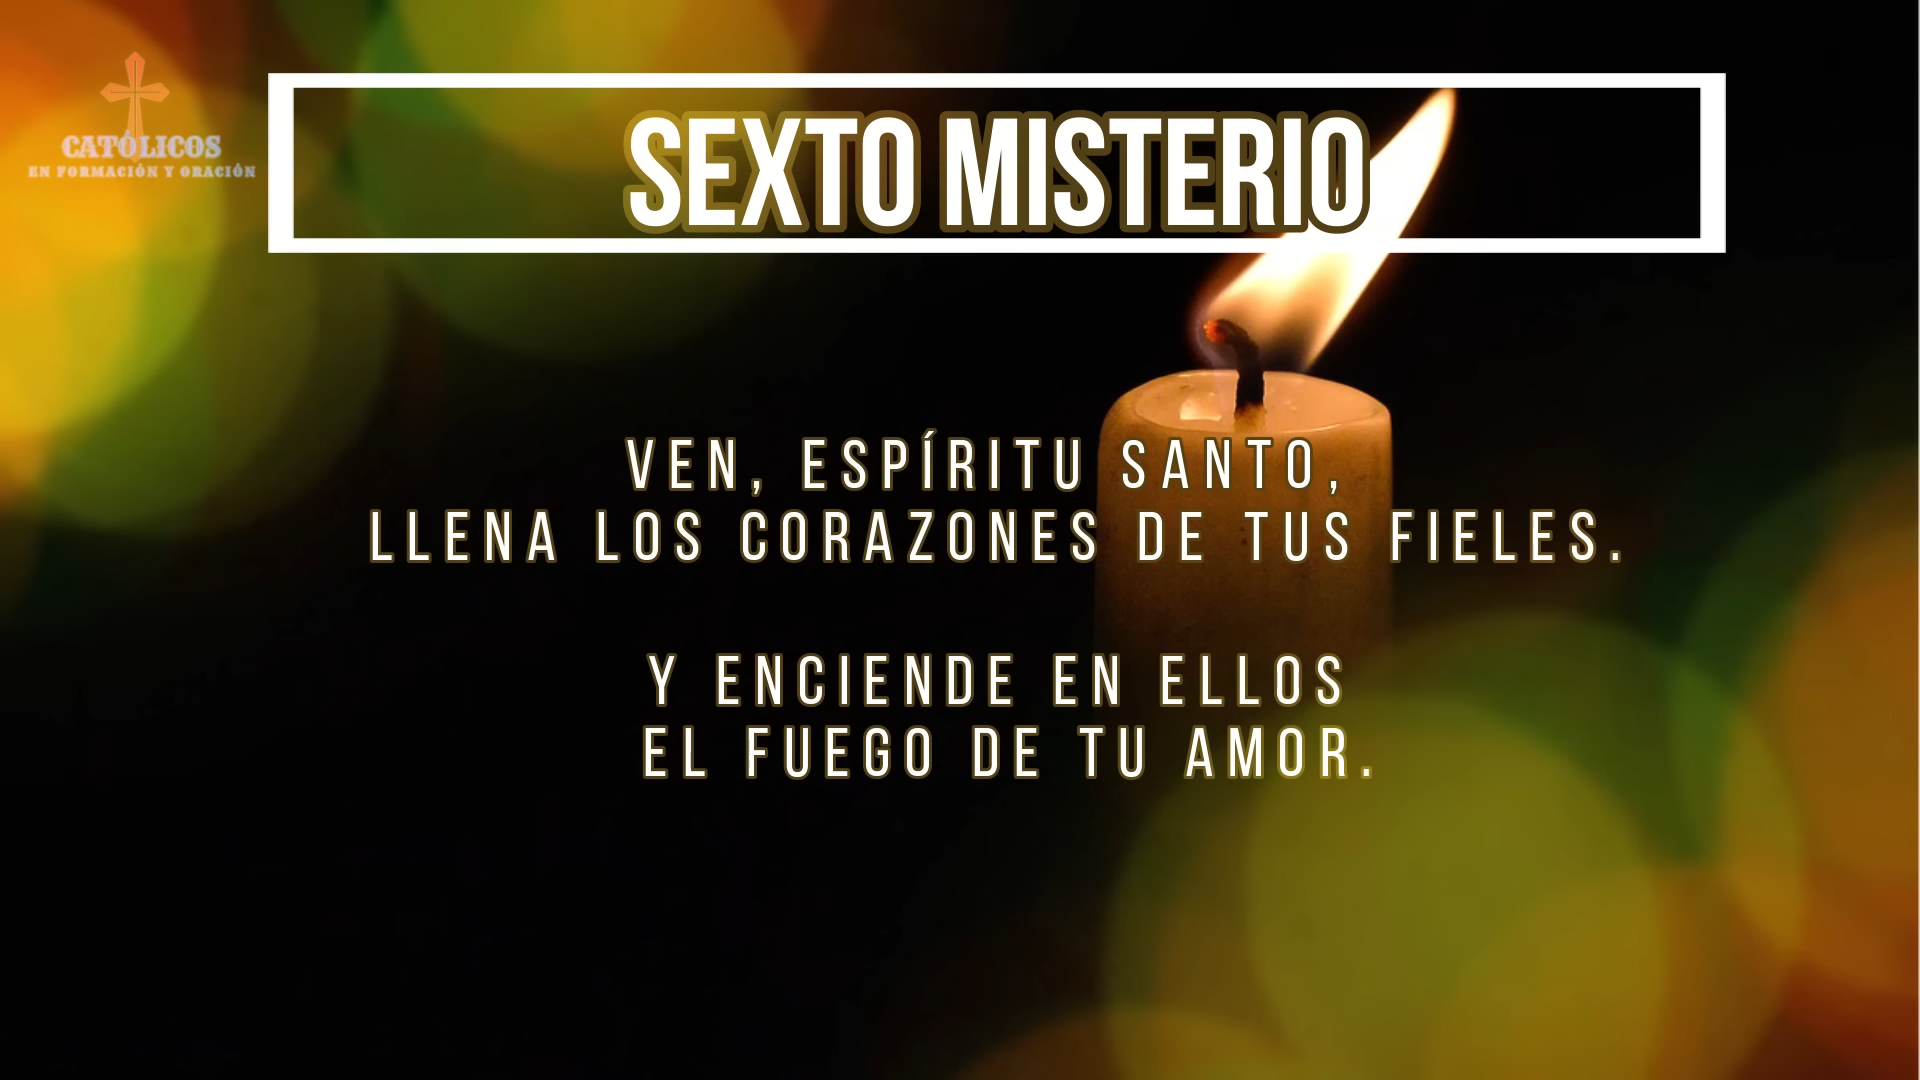 CATÓLICOS
EN FORMACIÓN Y ORACIÓN
SEXTO MISTERIO
VEN, ESPÍRITU SANTO,
LLENA LOS CORAZONES DE TUS FIELES.
Y ENCIENDE EN ELLOS
EL FUEGO DE TU AMOR.